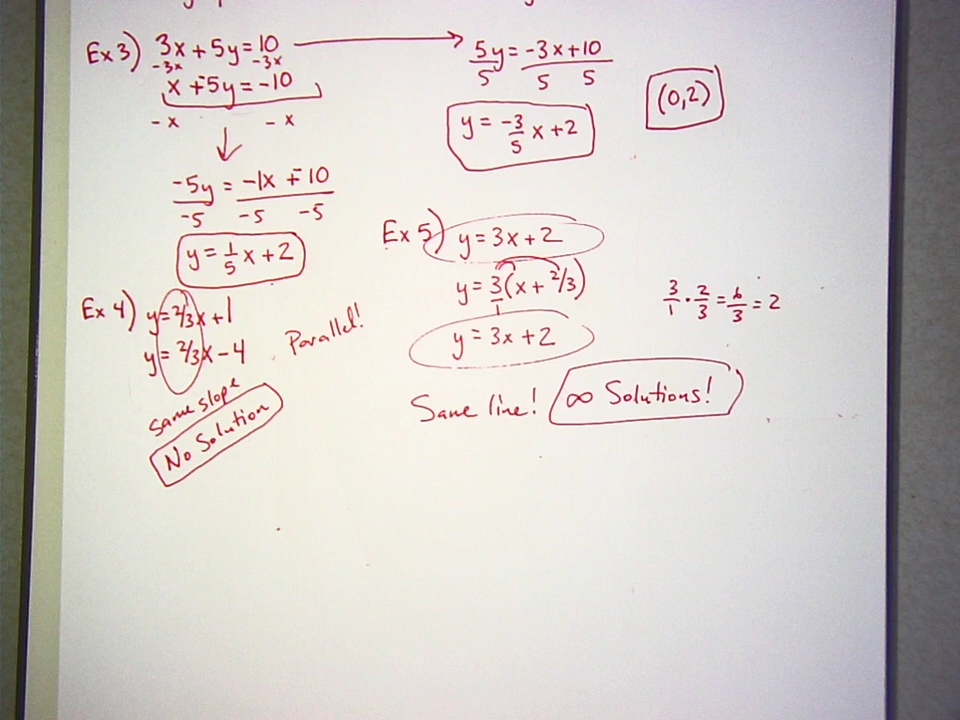 Ex 3) 3x + 5y = 10
-3x -3x
x + -5y = -10
- x - x
-5y = -1x + -10
-5 -5 -5
y = 1/5 x + 2
5y = -3x + 10
5 5 5
y = -3/5 x + 2
(0,2)
Ex 4) y = 2/3x + 1
y = 2/3x - 4
Parallel!
Same slope
No Solution
Ex 5) y = 3x + 2
y = 3/1(x + 2/3)
y = 3x + 2
3/1 · 2/3 = 6/3 = 2
Same line! ∞ Solutions!